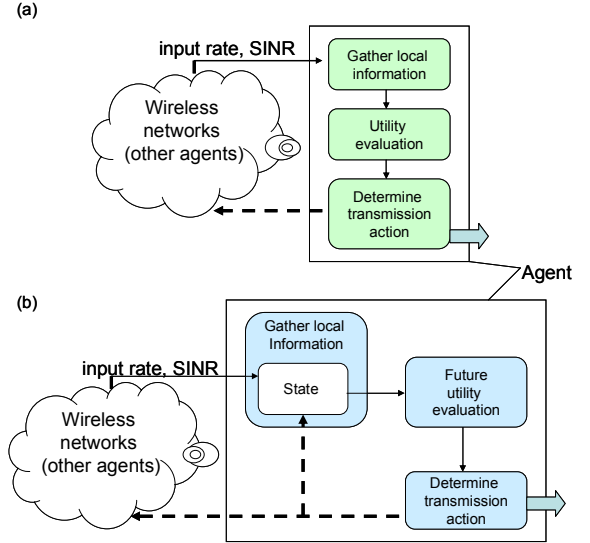 (a)
input rate, SINR
Gather local
information
Wireless
networks
(other agents)
Utility
evaluation
Determine
transmission
action
Agent
(b)
Gather local
Information
input rate, SINR
State
Future
utility
evaluation
Wireless
networks
(other agents)
Determine
transmission
action